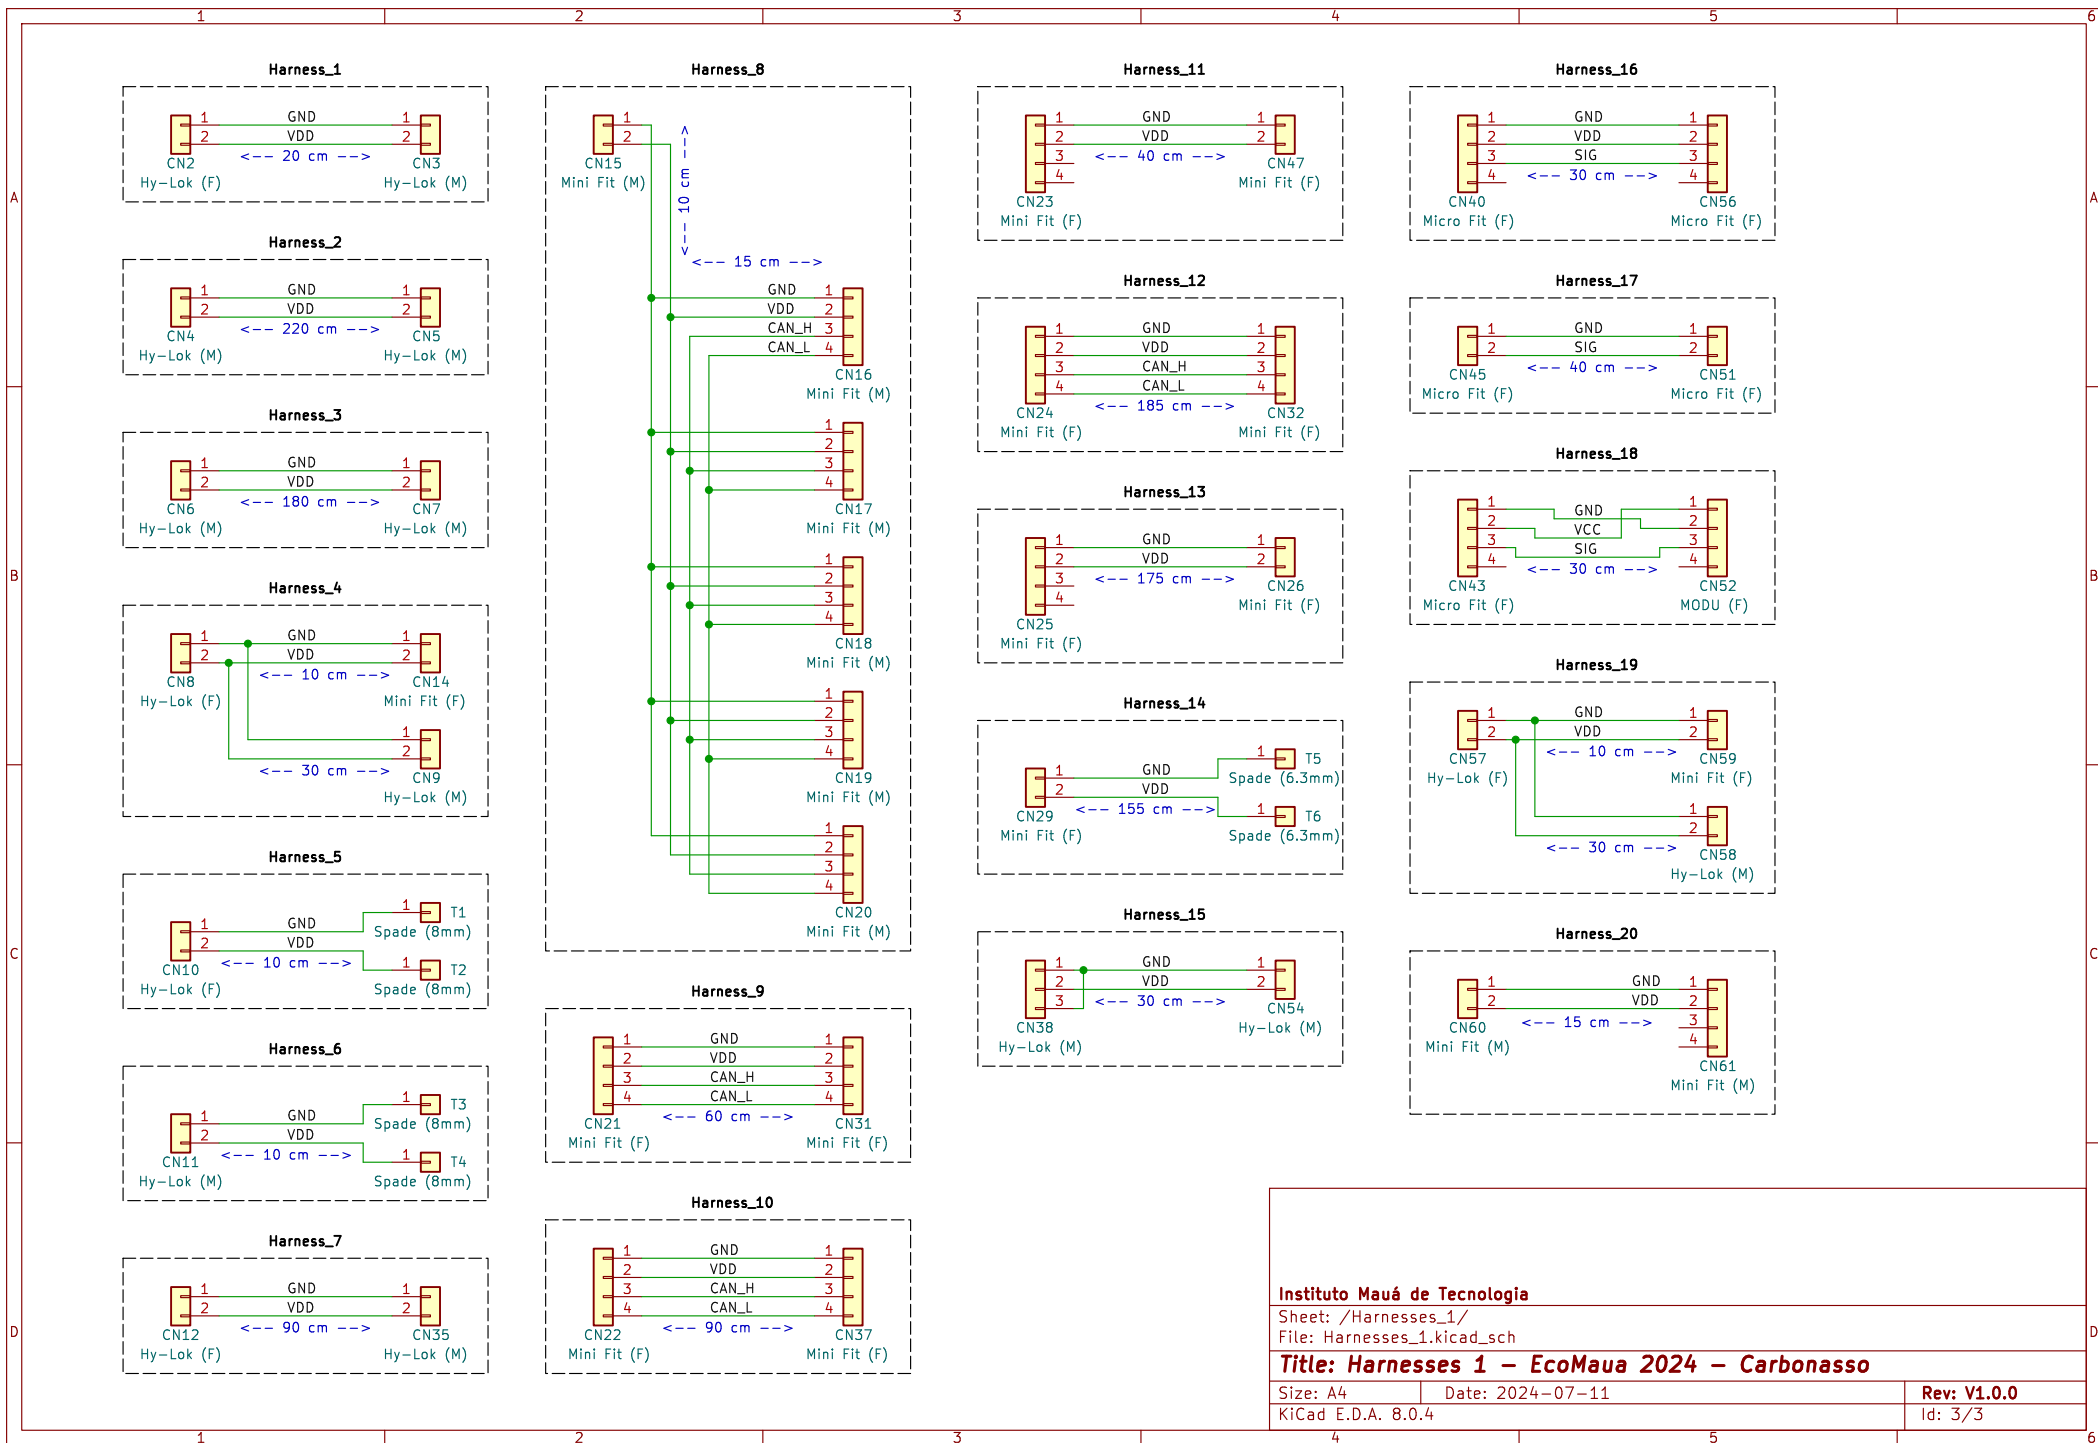 1 2 3 4 5 6
A
B
C
D
A
B
C
D
Harness_1
1 GND 1
2 VDD 2
<-- 20 cm -->
CN2 CN3
Hy-Lok (F) Hy-Lok (M)
Harness_2
1 GND 1
2 VDD 2
<-- 220 cm -->
CN4 CN5
Hy-Lok (M) Hy-Lok (M)
Harness_3
1 GND 1
2 VDD 2
<-- 180 cm -->
CN6 CN7
Hy-Lok (M) Hy-Lok (M)
Harness_4
1 GND 1
2 VDD 2
<-- 10 cm -->
CN8 CN14
Hy-Lok (F) Mini Fit (F)
1
2
<-- 30 cm -->
CN9
Hy-Lok (M)
Harness_5
1 T1
1 GND Spade (8mm)
2 VDD
<-- 10 cm -->
CN10 1 T2
Hy-Lok (F) Spade (8mm)
Harness_6
1 T3
1 GND Spade (8mm)
2 VDD
<-- 10 cm -->
CN11 1 T4
Hy-Lok (M) Spade (8mm)
Harness_7
1 GND 1
2 VDD 2
<-- 90 cm -->
CN12 CN35
Hy-Lok (F) Hy-Lok (M)
Harness_8
1
2
CN15
Mini Fit (M)
<-- 10 cm -->
<-- 15 cm -->
GND 1
VDD 2
CAN_H 3
CAN_L 4
CN16
Mini Fit (M)
1
2
3
4
CN17
Mini Fit (M)
1
2
3
4
CN18
Mini Fit (M)
1
2
3
4
CN19
Mini Fit (M)
1
2
3
4
CN20
Mini Fit (M)
Harness_9
1 GND 1
2 VDD 2
3 CAN_H 3
4 CAN_L 4
<-- 60 cm -->
CN21 CN31
Mini Fit (F) Mini Fit (F)
Harness_10
1 GND 1
2 VDD 2
3 CAN_H 3
4 CAN_L 4
<-- 90 cm -->
CN22 CN37
Mini Fit (F) Mini Fit (F)
Harness_11
1 GND 1
2 VDD 2
3 <-- 40 cm --> CN47
4 Mini Fit (F)
CN23
Mini Fit (F)
Harness_12
1 GND 1
2 VDD 2
3 CAN_H 3
4 CAN_L 4
<-- 185 cm -->
CN24 CN32
Mini Fit (F) Mini Fit (F)
Harness_13
1 GND 1
2 VDD 2
3 <-- 175 cm --> CN26
4 Mini Fit (F)
CN25
Mini Fit (F)
Harness_14
1 T5
1 GND Spade (6.3mm)
2 VDD
<-- 155 cm -->
CN29 1 T6
Mini Fit (F) Spade (6.3mm)
Harness_15
1 GND 1
2 VDD 2
3 <-- 30 cm --> CN54
CN38 Hy-Lok (M)
Hy-Lok (M)
Harness_16
1 GND 1
2 VDD 2
3 SIG 3
4 <-- 30 cm --> 4
CN40 CN56
Micro Fit (F) Micro Fit (F)
Harness_17
1 GND 1
2 SIG 2
<-- 40 cm -->
CN45 CN51
Micro Fit (F) Micro Fit (F)
Harness_18
1 GND 1
2 VCC 2
3 SIG 3
4 <-- 30 cm --> 4
CN43 CN52
Micro Fit (F) MODU (F)
Harness_19
1 GND 1
2 VDD 2
<-- 10 cm -->
CN57 CN59
Hy-Lok (F) Mini Fit (F)
1
2
<-- 30 cm -->
CN58
Hy-Lok (M)
Harness_20
1 GND 1
2 VDD 2
<-- 15 cm --> 3
CN60 4
Mini Fit (M) CN61
Mini Fit (M)
Instituto Mauá de Tecnologia
Sheet: /Harnesses_1/
File: Harnesses_1.kicad_sch
Title: Harnesses 1 - EcoMaua 2024 - Carbonasso
Size: A4 Date: 2024-07-11 Rev: V1.0.0
KiCad E.D.A. 8.0.4 Id: 3/3
1 2 3 4 5 6